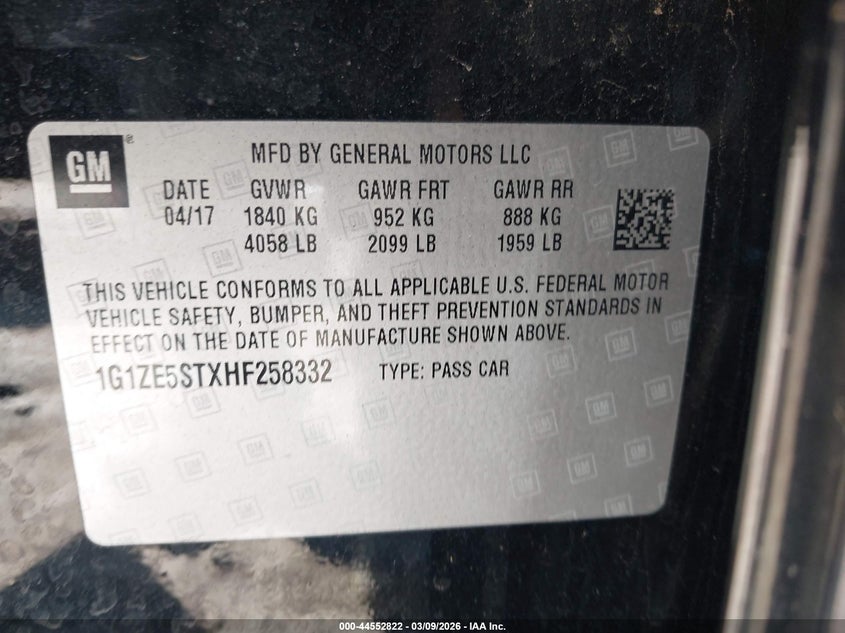 GM
MFD BY GENERAL MOTORS LLC
DATE GVWR GAWR FRT GAWR RR
04/17 1840 KG 952 KG 888 KG
4058 LB 2099 LB 1959 LB
THIS VEHICLE CONFORMS TO ALL APPLICABLE U.S. FEDERAL MOTOR
VEHICLE SAFETY, BUMPER, AND THEFT PREVENTION STANDARDS IN
EFFECT ON THE DATE OF MANUFACTURE SHOWN ABOVE.
1G1ZE5STXHF258332 TYPE: PASS CAR
000-44552822 - 03/09/2026 - IAA Inc.